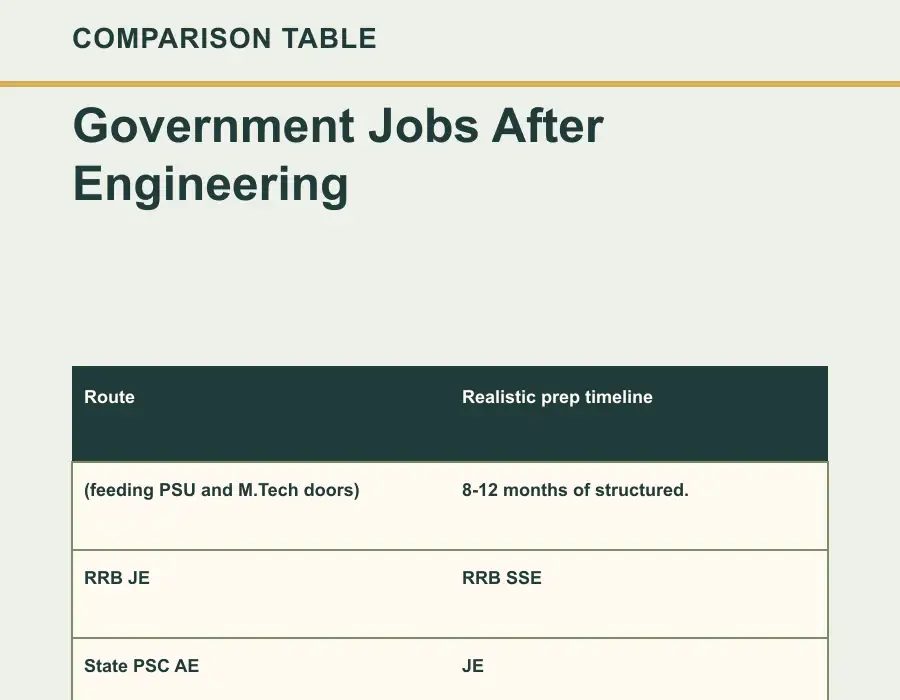 COMPARISON TABLE
Government Jobs After
Engineering
Route Realistic prep timeline
(feeding PSU and M.Tech doors) 8-12 months of structured.
RRB JE RRB SSE
State PSC AE JE